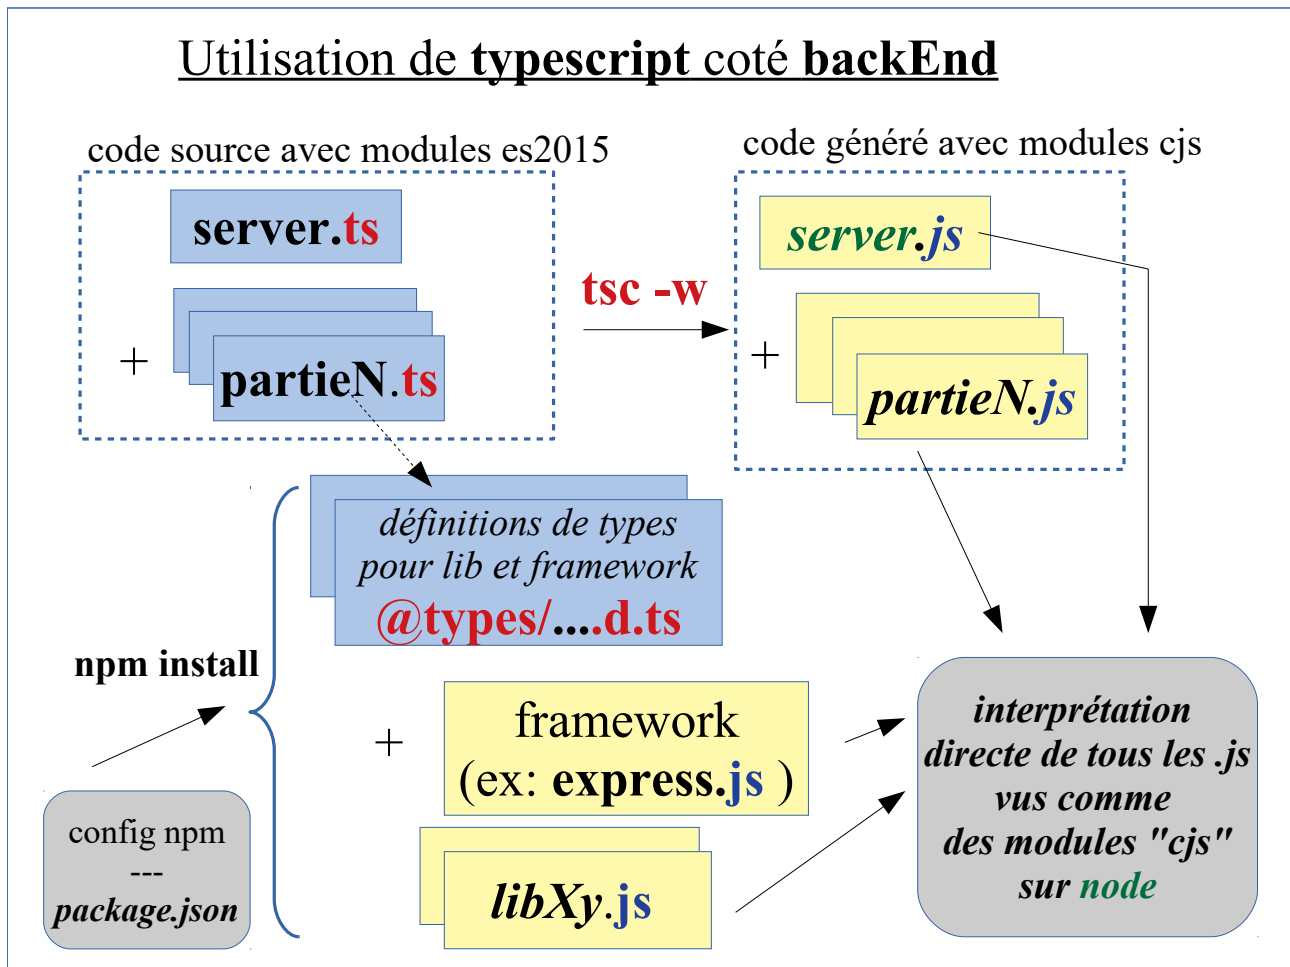 Utilisation de typescript coté backEnd
code source avec modules es2015
code généré avec modules cjs
server.ts
server.js
tsc -w
+
+
partieN.ts
partieN.js
définitions de types
pour lib et framework
@types/....d.ts
npm install
framework
+
(ex: express.js )
interprétation
directe de tous les .js
vus comme
des modules "cjs"
sur node
config npm
---
package.json
libXy.js